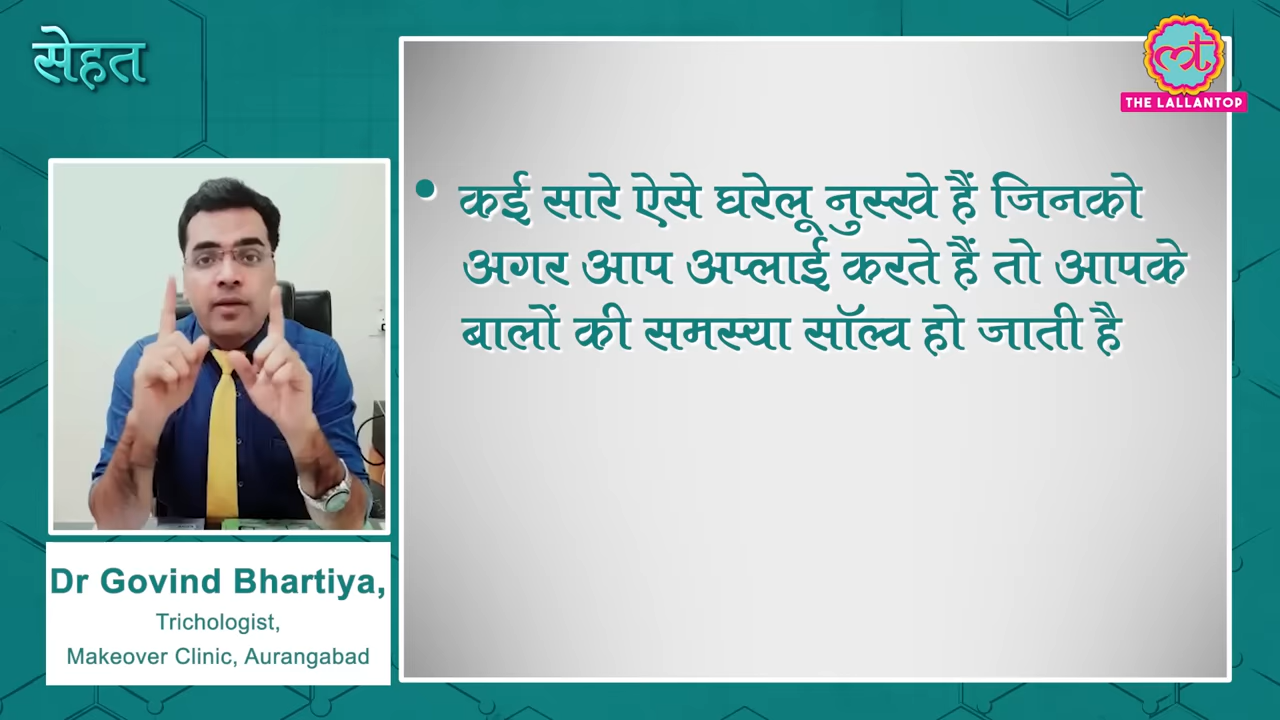 सेहत
THE LALLANTOP
• कई सारे ऐसे घरेलू नुस्खे हैं जिनको
अगर आप अप्लाई करते हैं तो आपके
बालों की समस्या सॉल्व हो जाती है
Dr Govind Bhartiya,
Trichologist,
Makeover Clinic, Aurangabad